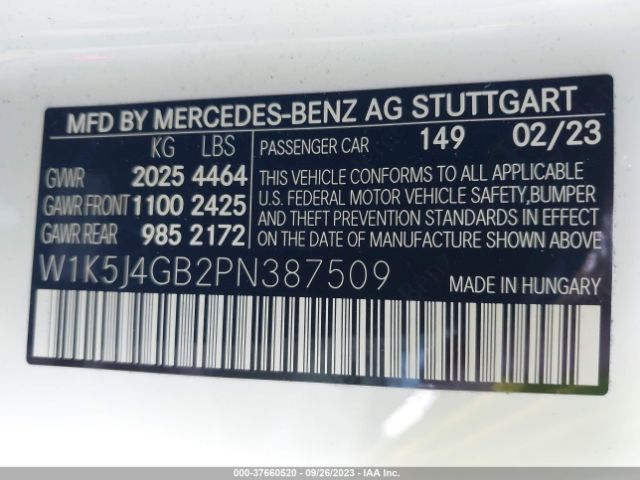 MFD BY MERCEDES-BENZ AG STUTTGART
KG LBS
GVWR 2025 4464
GAWR FRONT 1100 2425
GAWR REAR 985 2172
PASSENGER CAR 149 02/23
THIS VEHICLE CONFORMS TO ALL APPLICABLE
U.S. FEDERAL MOTOR VEHICLE SAFETY,BUMPER
AND THEFT PREVENTION STANDARDS IN EFFECT
ON DATE OF MANUFACTURE SHOWN ABOVE
W1K5J4GB2PN387509
MADE IN HUNGARY
000-37660520 - 09/26/2023 - IAA Inc.